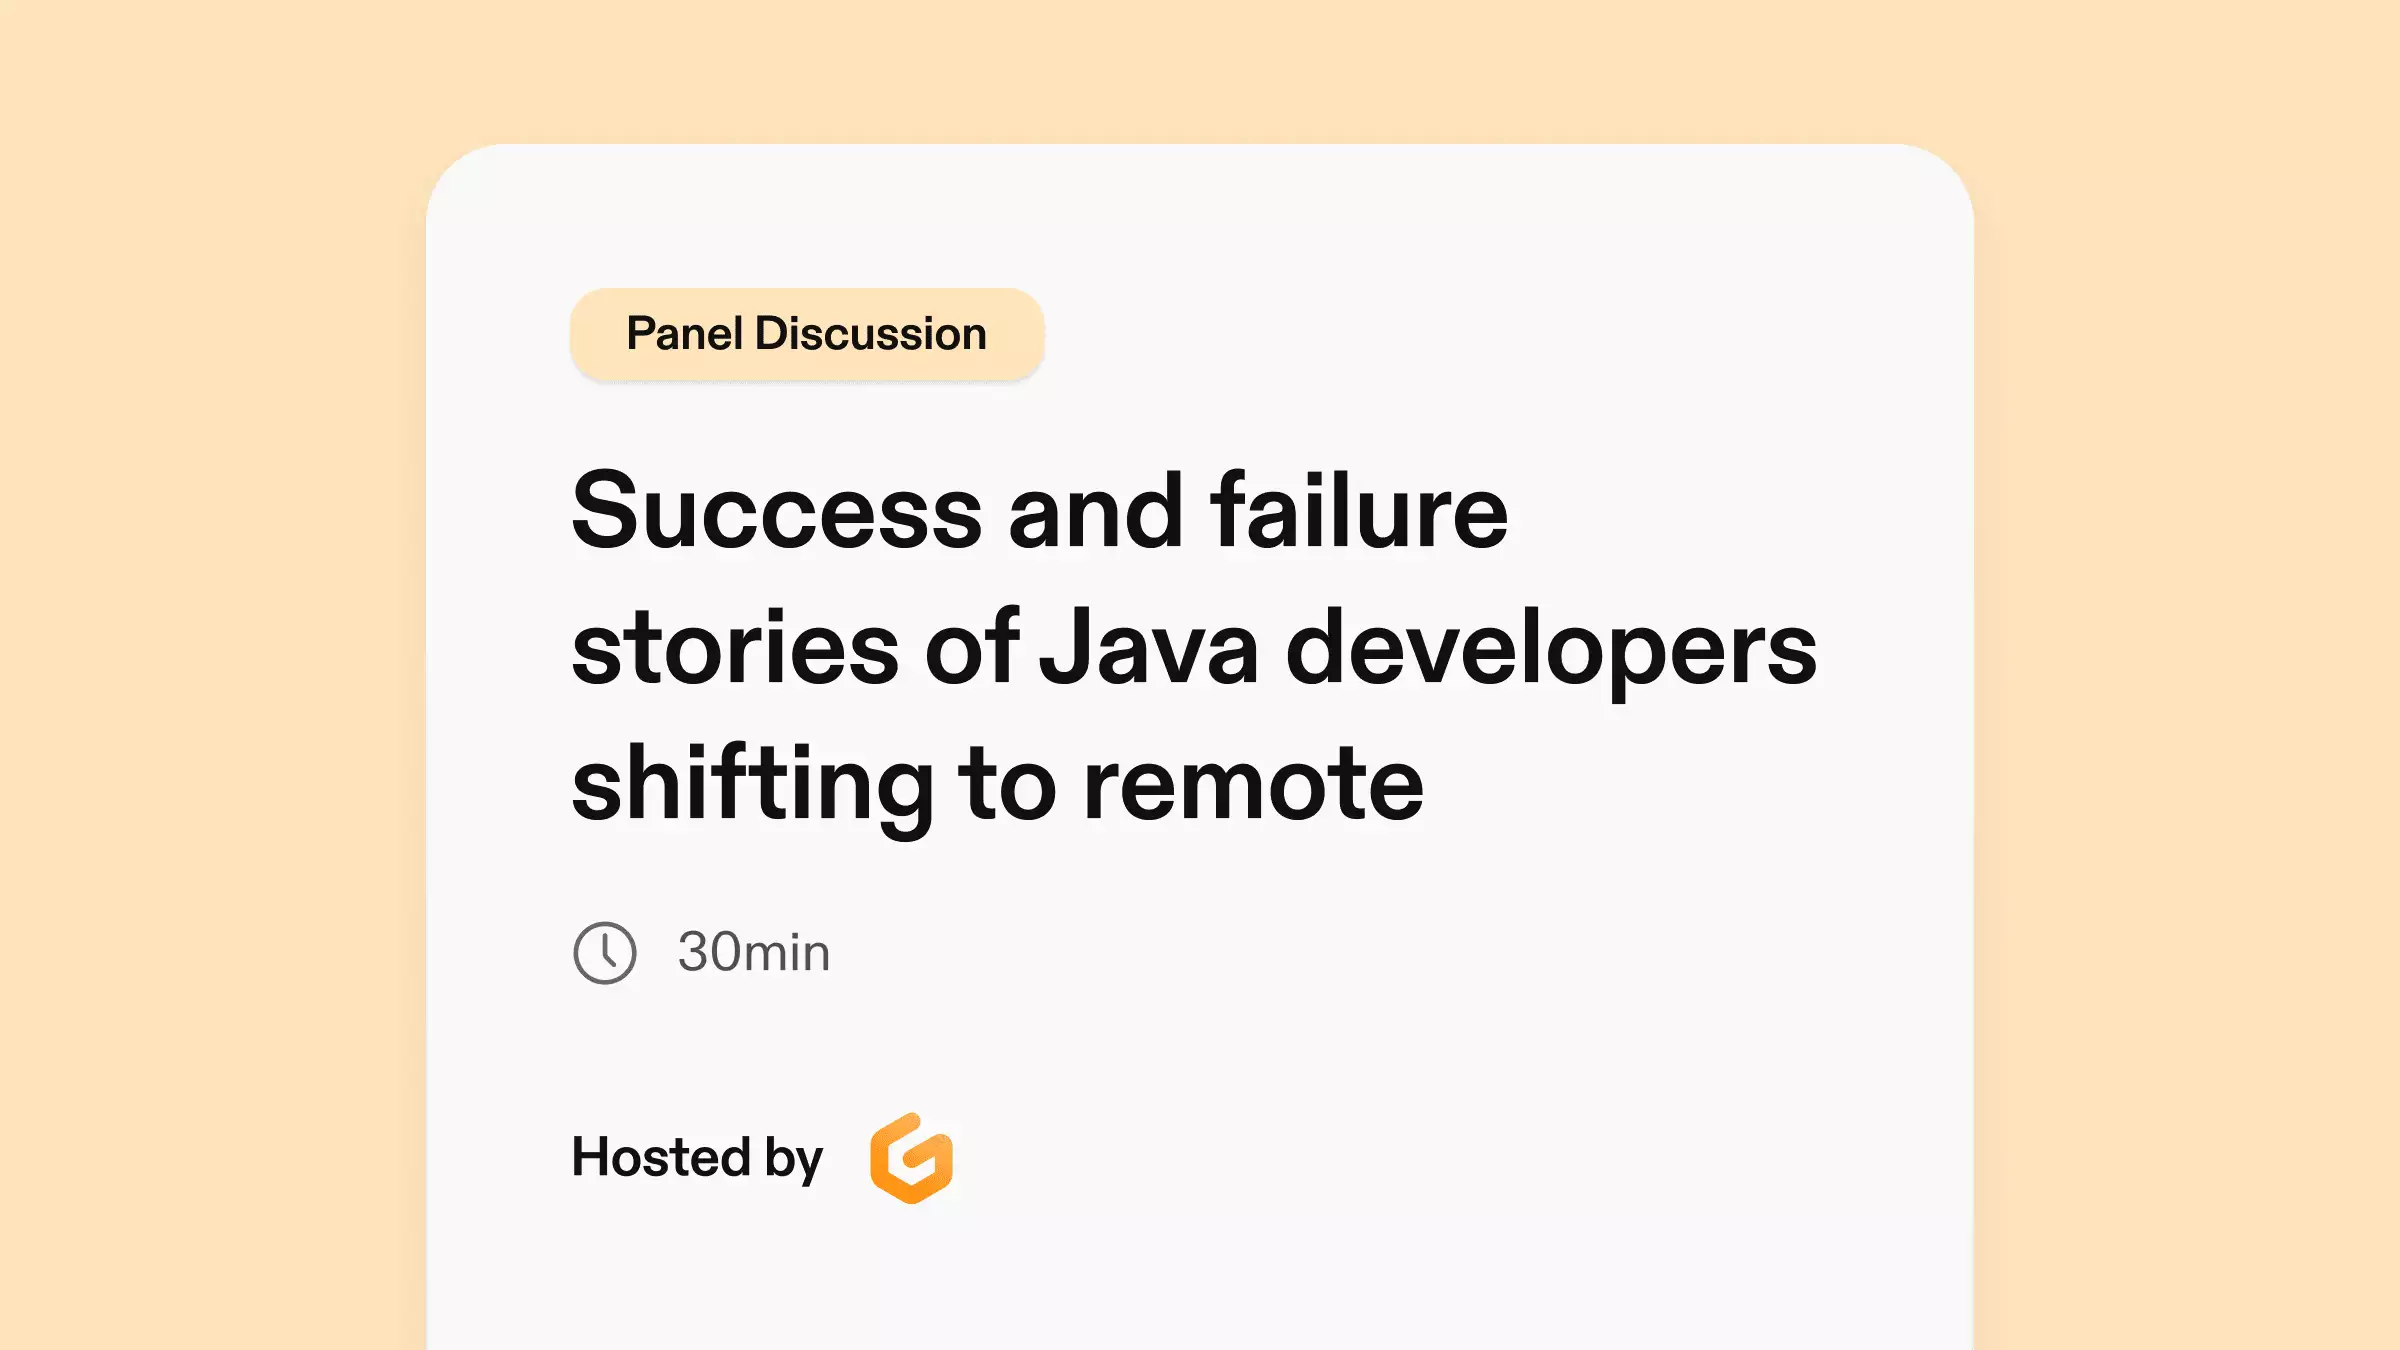 Panel Discussion
Success and failure
stories of Java developers
shifting to remote
30min
Hosted by